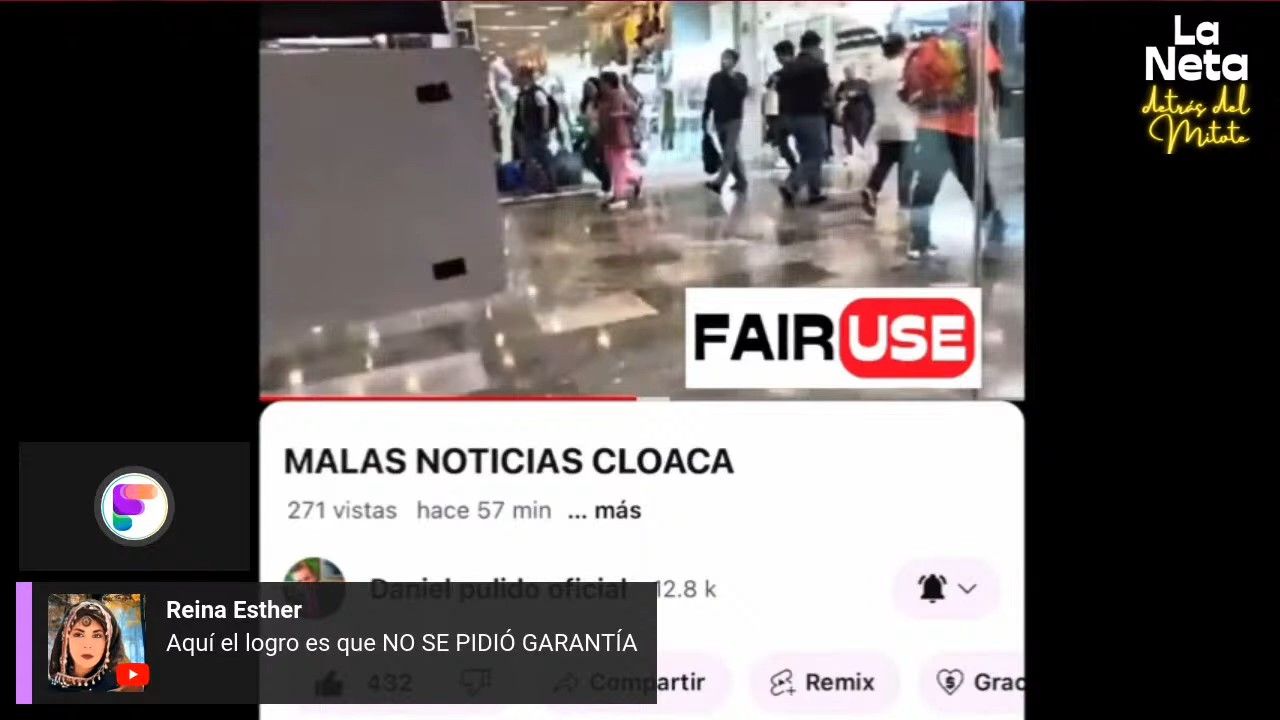 La
Neta
detrás del
Mitote
FAIR USE
MALAS NOTICIAS CLOACA
271 vistas hace 57 min ... más
Daniel pulido oficial 12.8 k
Reina Esther
Aquí el logro es que NO SE PIDIÓ GARANTÍA
432 Compartir Remix Grac